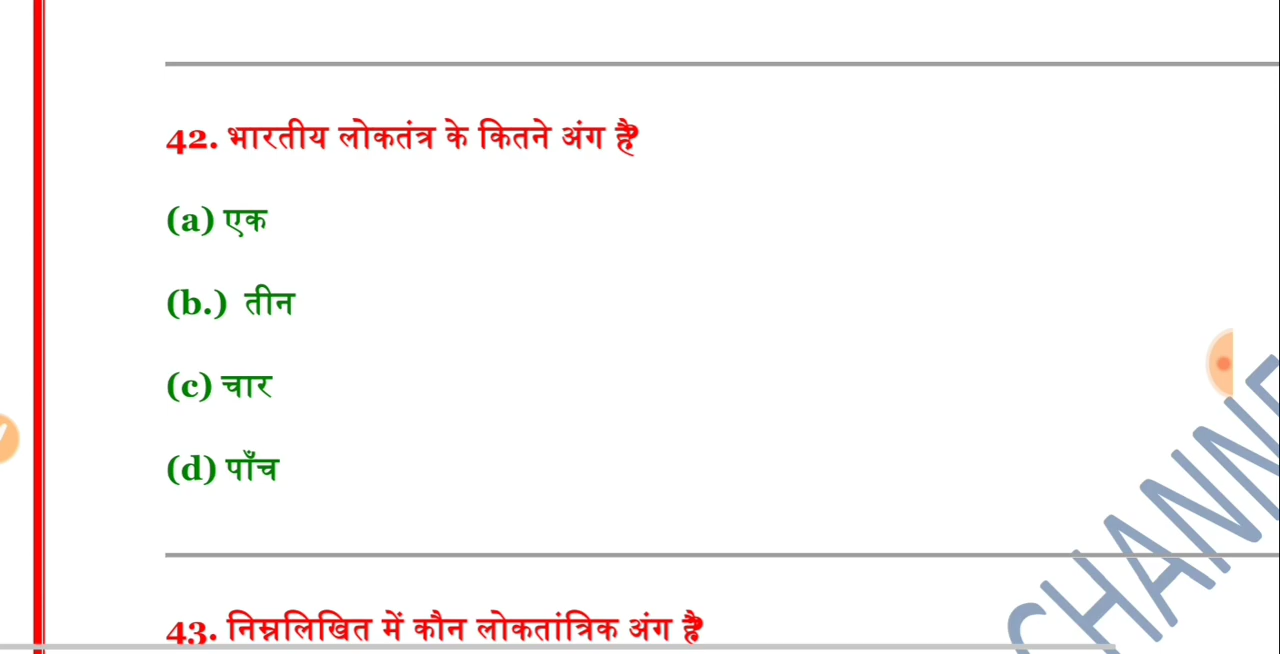 42. भारतीय लोकतंत्र के कितने अंग है?
(a) एक
(b.) तीन
(c) चार
(d) पाँच
43. निम्नलिखित में कौन लोकतांत्रिक अंग है?